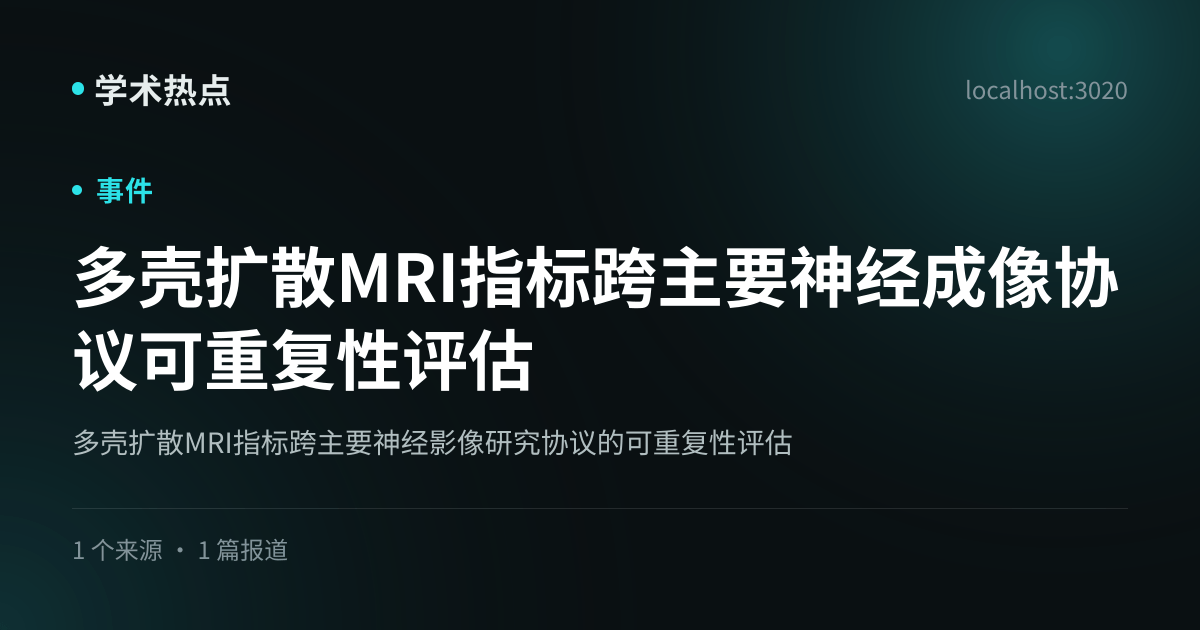 学术热点
localhost:3020
事件
多壳扩散MRI指标跨主要神经成像协
议可重复性评估
多壳扩散MRI指标跨主要神经影像研究协议的可重复性评估
1 个来源 · 1 篇报道